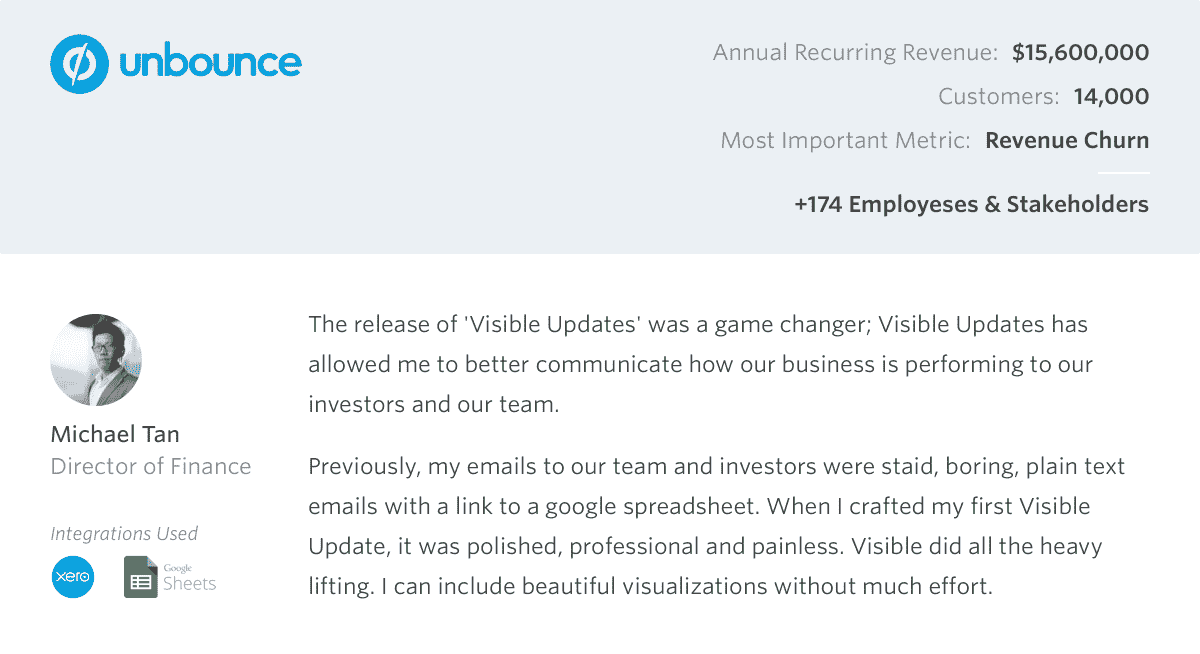 unbounce
Annual Recurring Revenue: $15,600,000
Customers: 14,000
Most Important Metric: Revenue Churn
+174 Employeses & Stakeholders
Michael Tan
Director of Finance
Integrations Used
xero
Google
Sheets
The release of 'Visible Updates' was a game changer; Visible Updates has
allowed me to better communicate how our business is performing to our
investors and our team.
Previously, my emails to our team and investors were staid, boring, plain text
emails with a link to a google spreadsheet. When I crafted my first Visible
Update, it was polished, professional and painless. Visible did all the heavy
lifting. I can include beautiful visualizations without much effort.